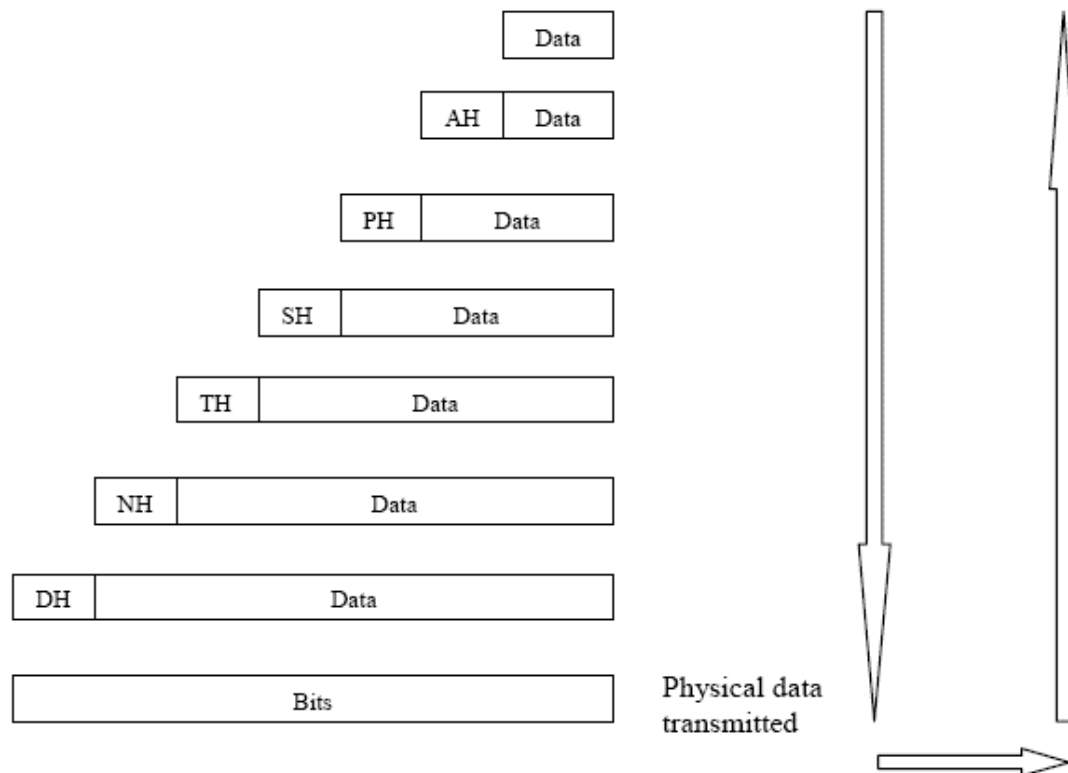 Data
AH Data
PH Data
SH Data
TH Data
NH Data
DH Data
Bits
Physical data
transmitted